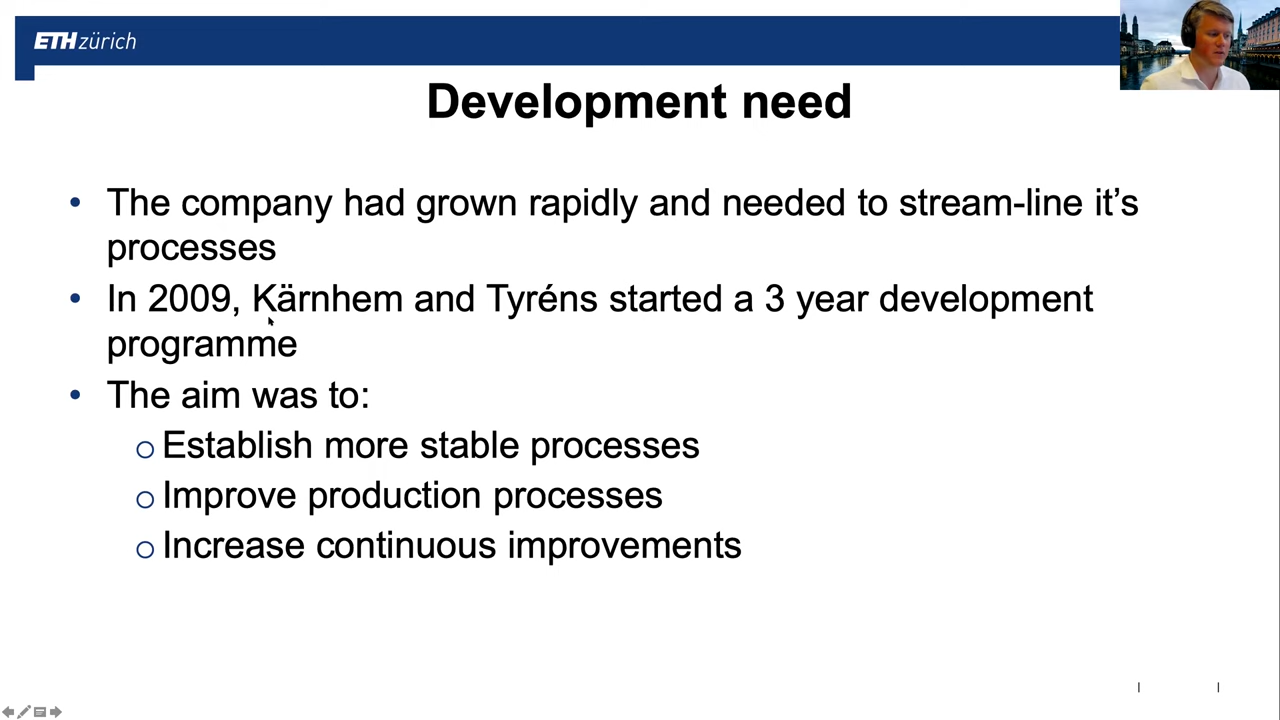 ETH zürich
Development need
• The company had grown rapidly and needed to stream-line it's
processes
• In 2009, Kärnhem and Tyréns started a 3 year development
programme
• The aim was to:
o Establish more stable processes
o Improve production processes
o Increase continuous improvements